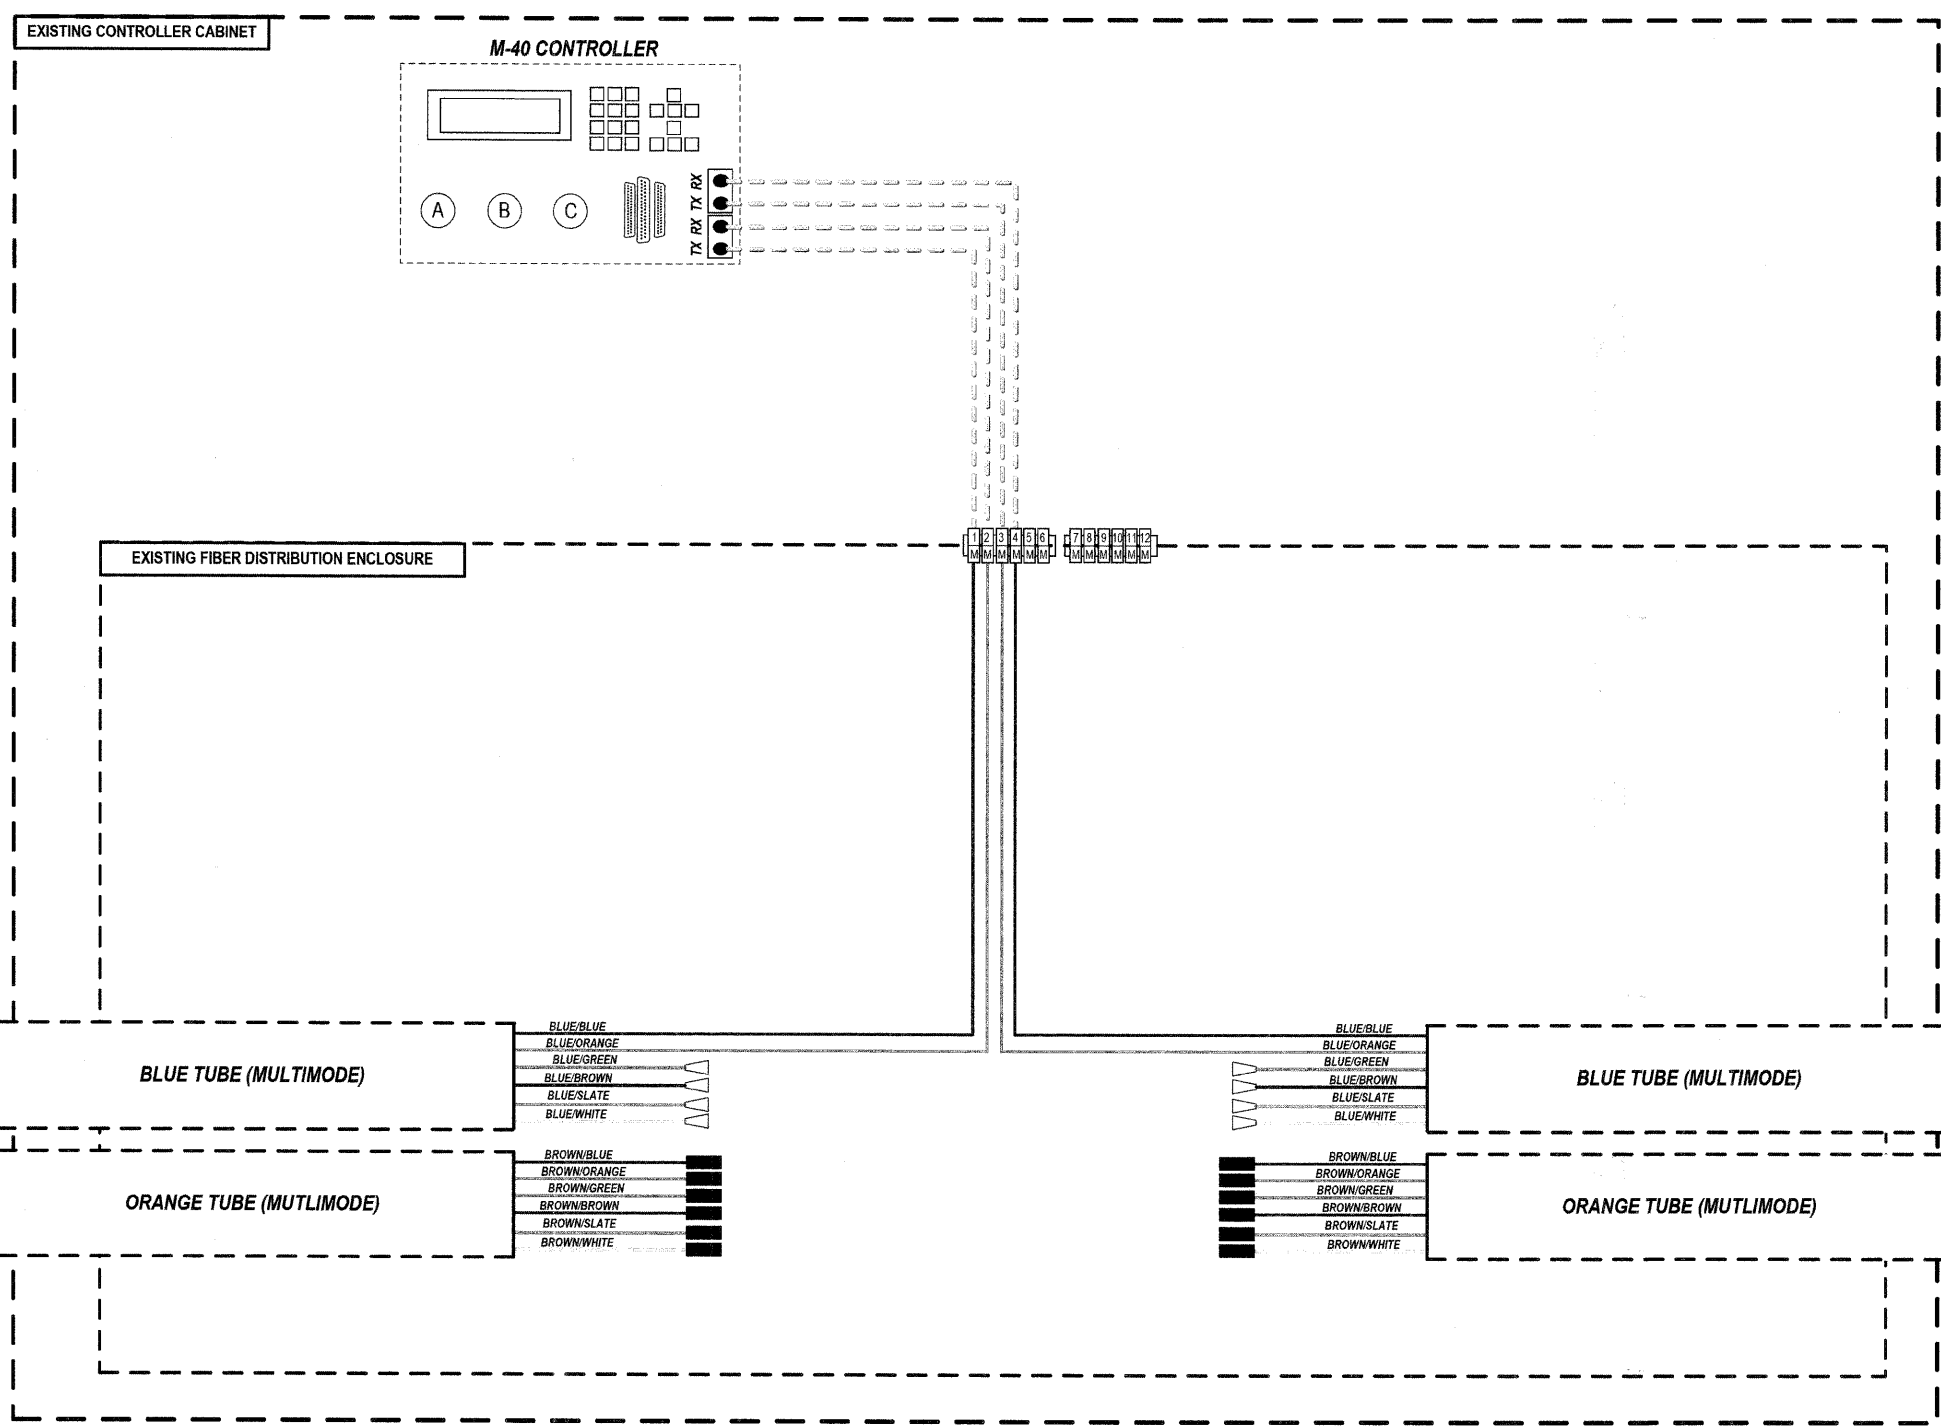 EXISTING CONTROLLER CABINET
M-40 CONTROLLER
RX
TX
RX
TX
A B C
1 2 3 4 5 6 7 8 9 10 11 12
M M M M M M M M M M M M
EXISTING FIBER DISTRIBUTION ENCLOSURE
BLUE TUBE (MULTIMODE)
BLUE/BLUE
BLUE/ORANGE
BLUE/GREEN
BLUE/BROWN
BLUE/SLATE
BLUE/WHITE
BLUE/BLUE
BLUE/ORANGE
BLUE/GREEN
BLUE/BROWN
BLUE/SLATE
BLUE/WHITE
BLUE TUBE (MULTIMODE)
ORANGE TUBE (MUTLIMODE)
BROWN/BLUE
BROWN/ORANGE
BROWN/GREEN
BROWN/BROWN
BROWN/SLATE
BROWN/WHITE
BROWN/BLUE
BROWN/ORANGE
BROWN/GREEN
BROWN/BROWN
BROWN/SLATE
BROWN/WHITE
ORANGE TUBE (MUTLIMODE)